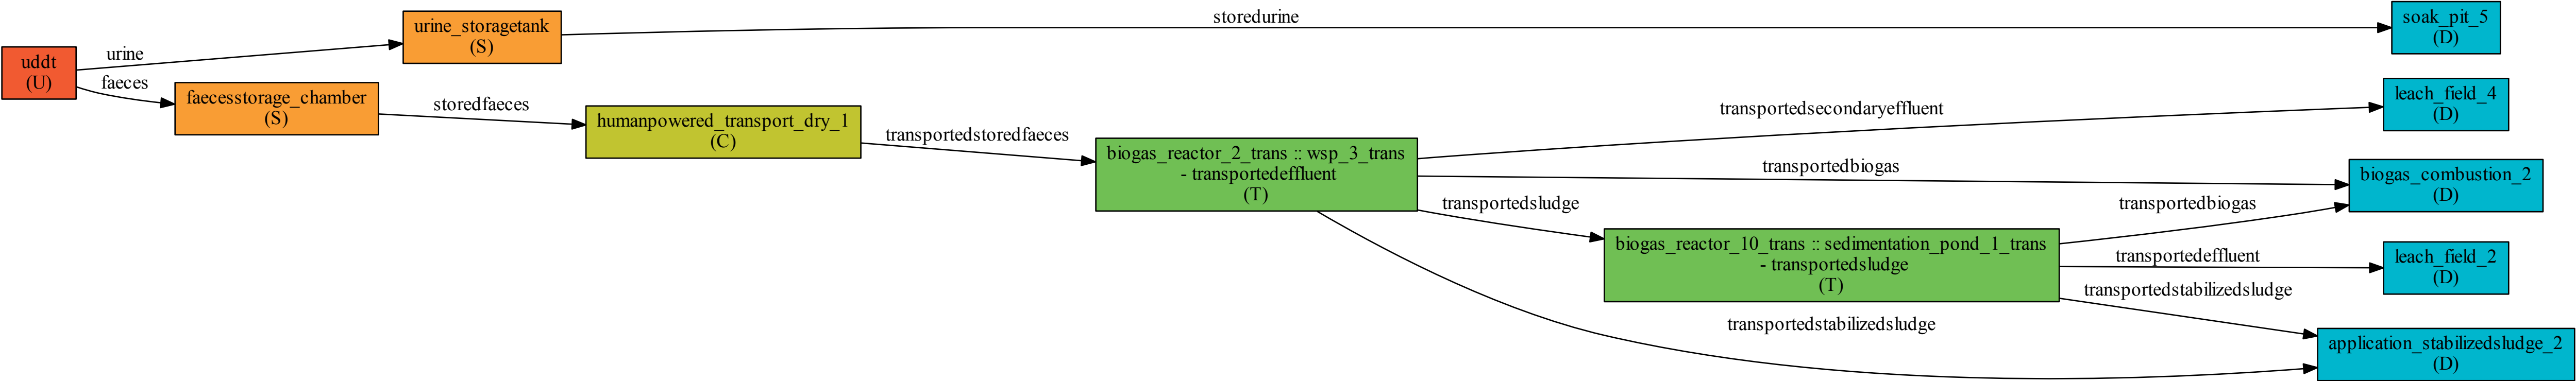 uddt
(U)
urine
faeces
urine_storagetank
(S)
faecesstorage_chamber
(S)
storedurine
storedfaeces
humanpowered_transport_dry_1
(C)
transportedstoredfaeces
biogas_reactor_2_trans :: wsp_3_trans
- transportedeffluent
(T)
transportedsecondaryeffluent
transportedbiogas
transportedsludge
transportedstabilizedsludge
biogas_reactor_10_trans :: sedimentation_pond_1_trans
- transportedsludge
(T)
transportedbiogas
transportedeffluent
transportedstabilizedsludge
soak_pit_5
(D)
leach_field_4
(D)
biogas_combustion_2
(D)
leach_field_2
(D)
application_stabilizedsludge_2
(D)